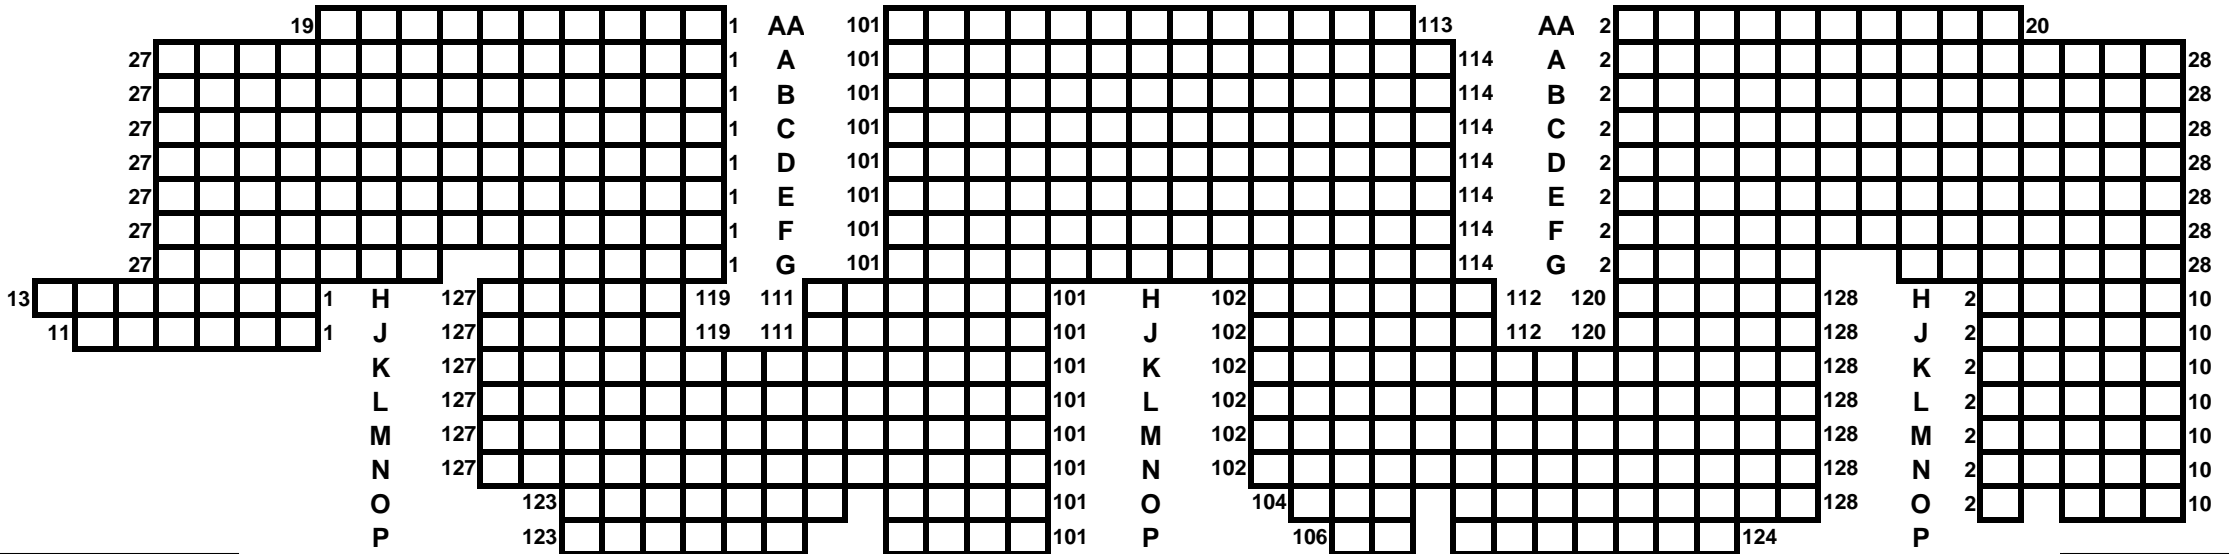 19 1 AA 101 113 AA 2 20
27 1 A 101 114 A 2 28
27 1 B 101 114 B 2 28
27 1 C 101 114 C 2 28
27 1 D 101 114 D 2 28
27 1 E 101 114 E 2 28
27 1 F 101 114 F 2 28
27 1 G 101 114 G 2 28
13 1 H 127 119 111 101 H 102 112 120 128 H 2 10
11 1 J 127 119 111 101 J 102 112 120 128 J 2 10
K 127 101 K 102 128 K 2 10
L 127 101 L 102 128 L 2 10
M 127 101 M 102 128 M 2 10
N 127 101 N 102 128 N 2 10
O 123 101 O 104 128 O 2 10
P 123 101 P 106 124 P